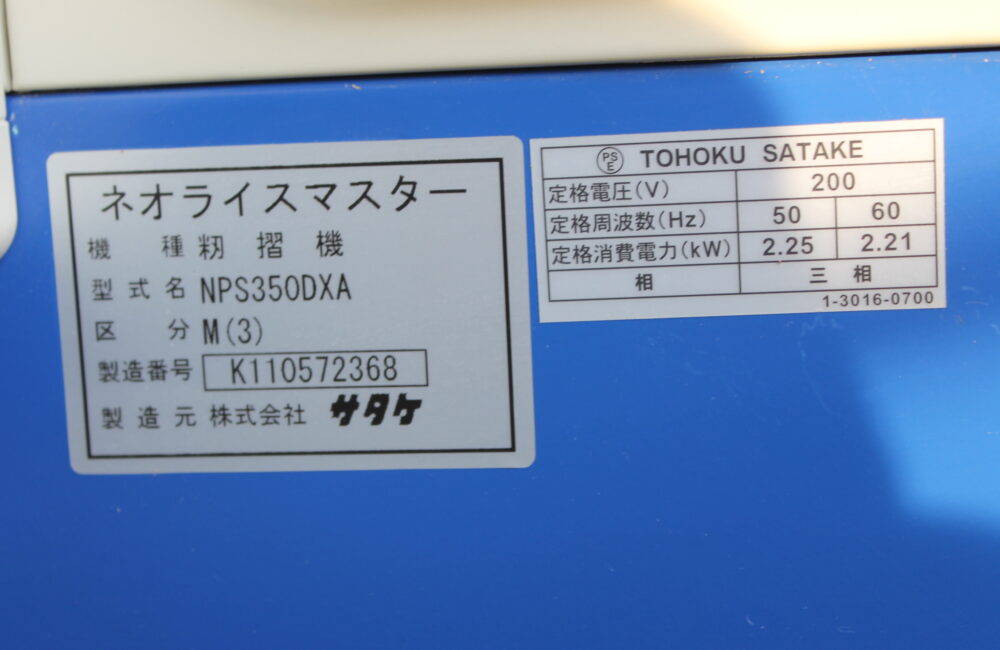 ネオライスマスター
機種 籾摺機
型式名 NPS350DXA
区分 M(3)
製造番号 K110572368
製造元 株式会社 サタケ
PSE TOHOKU SATAKE
定格電圧(V) 200
定格周波数(Hz) 50 60
定格消費電力(kW) 2.25 2.21
相 三相
1-3016-0700